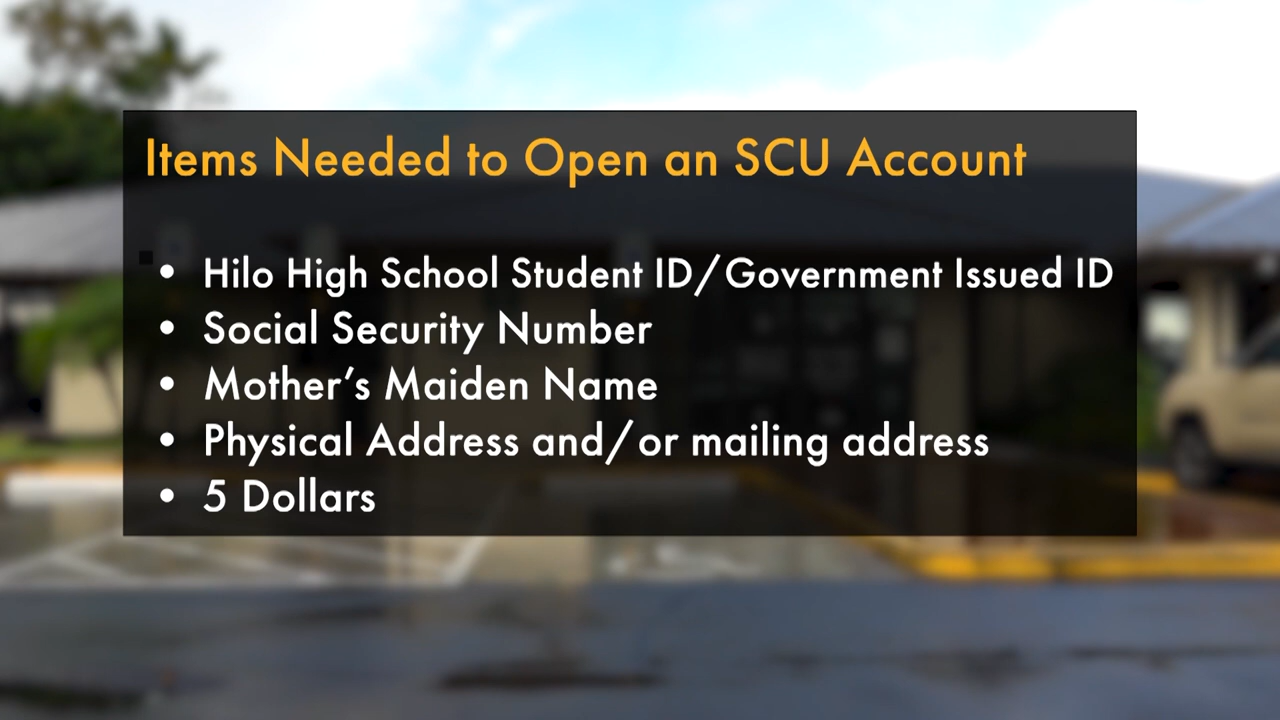 Items Needed to Open an SCU Account
• Hilo High School Student ID/Government Issued ID
• Social Security Number
• Mother’s Maiden Name
• Physical Address and/or mailing address
• 5 Dollars